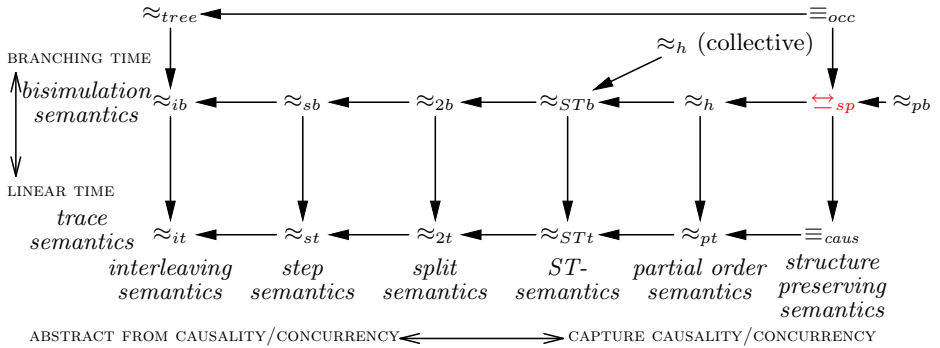 ≈tree ≡occ
≈h (collective)
BRANCHING TIME
bisimulation
semantics
≈ib ≈sb ≈2b ≈STb ≈h ↔sp ≈pb
LINEAR TIME
trace
semantics
≈it ≈st ≈2t ≈STt ≈pt ≡caus
interleaving
semantics
step
semantics
split
semantics
ST-
semantics
partial order
semantics
structure
preserving
semantics
ABSTRACT FROM CAUSALITY/CONCURRENCY CAPTURE CAUSALITY/CONCURRENCY